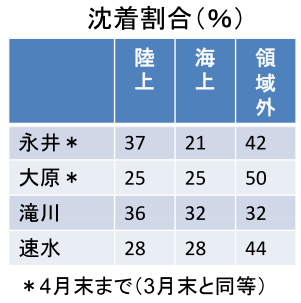 沈着割合(%)
陸上 海上 領域外
永井* 37 21 42
大原* 25 25 50
滝川 36 32 32
速水 28 28 44
*4月末まで(3月末と同等)